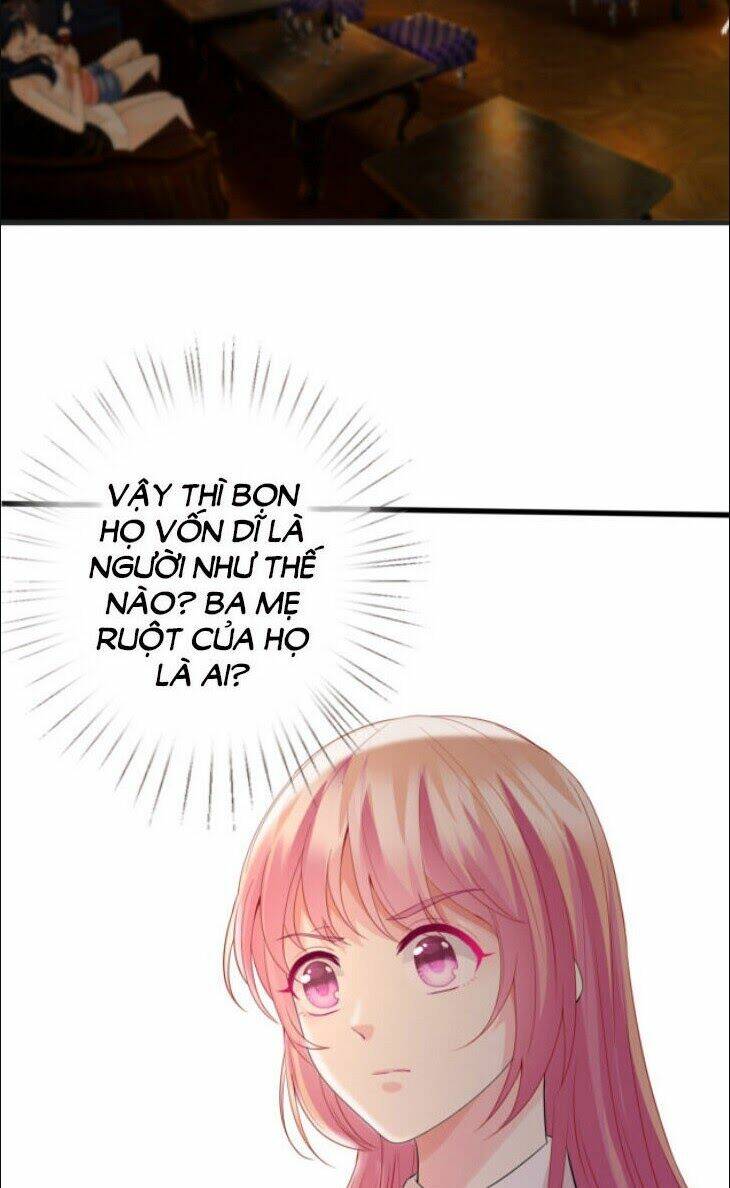 VẬY THÌ BỌN
HỌ VỐN DĨ LÀ
NGƯỜI NHƯ THẾ
NÀO? BA MẸ
RUỘT CỦA HỌ
LÀ AI?